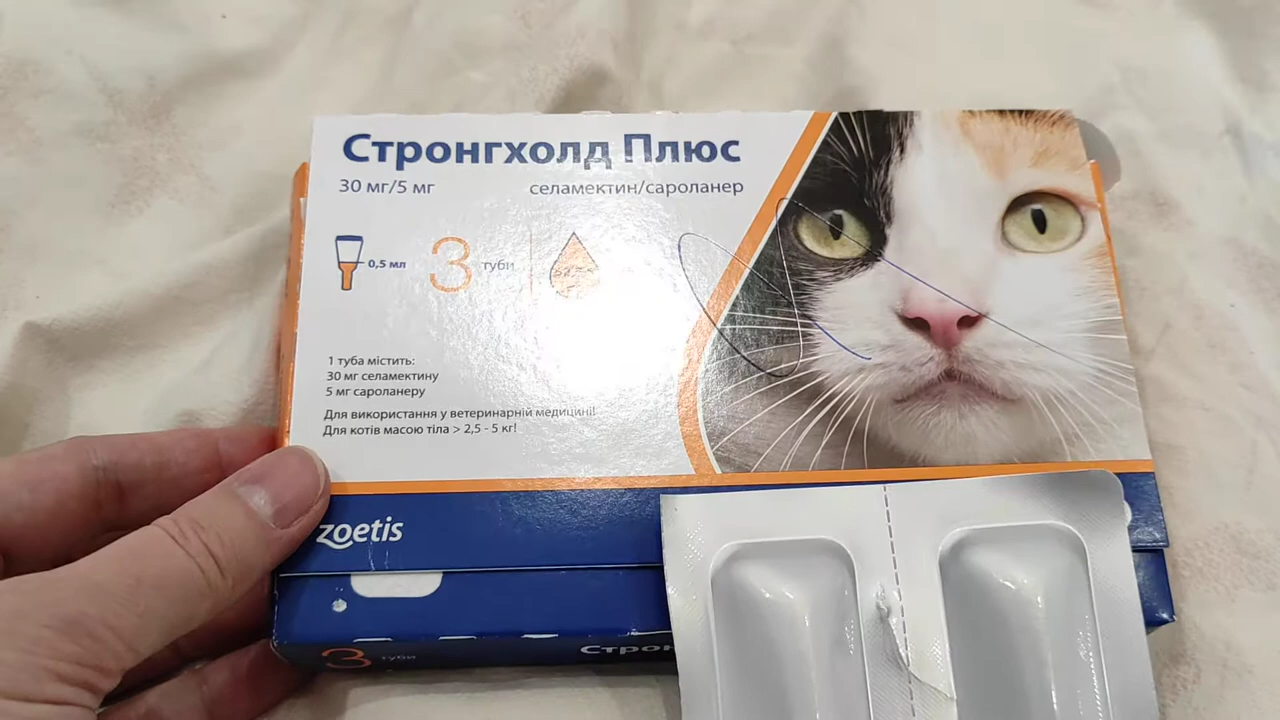 Стронгхолд Плюс
30 мг/5 мг
селамектин/сароланер
0,5 мл
3 туби
1 туба містить:
30 мг селамектину
5 мг сароланеру
Для використання у ветеринарній медицині!
Для котів масою тіла > 2,5 - 5 кг!
zoetis
3 туби